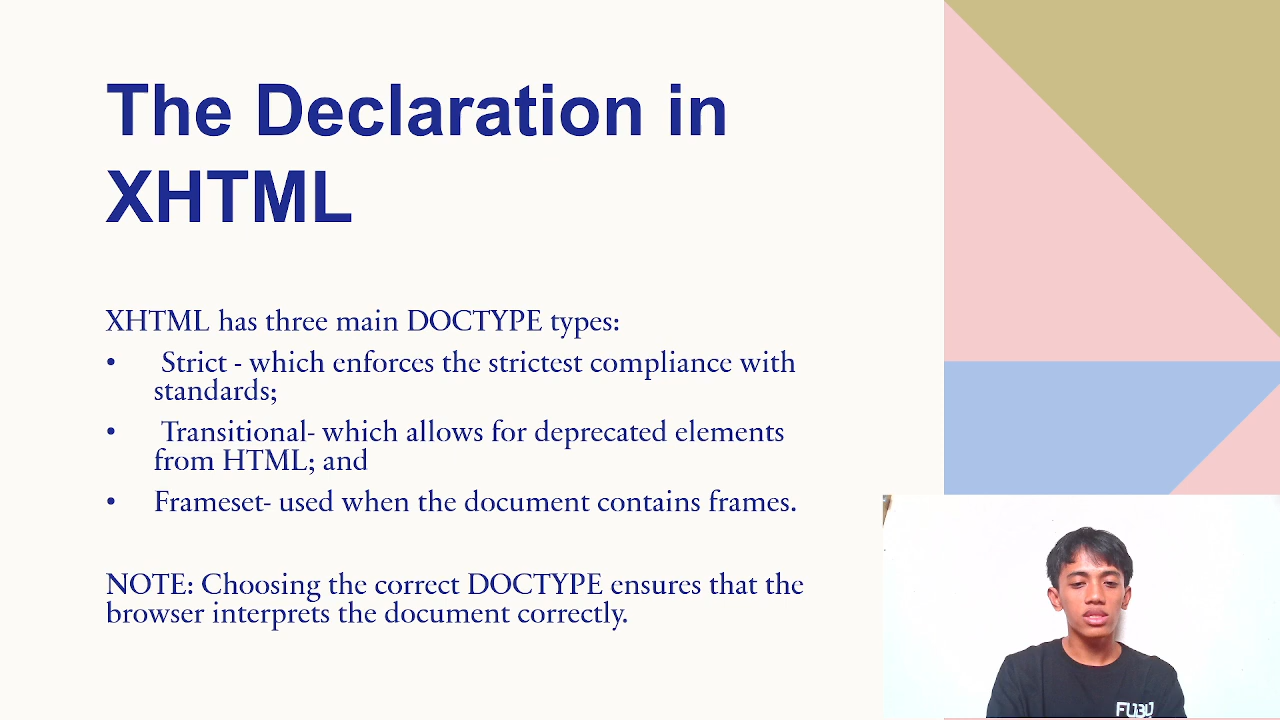 The Declaration in
XHTML
XHTML has three main DOCTYPE types:
• Strict - which enforces the strictest compliance with
standards;
• Transitional- which allows for deprecated elements
from HTML; and
• Frameset- used when the document contains frames.
NOTE: Choosing the correct DOCTYPE ensures that the
browser interprets the document correctly.
FUBU